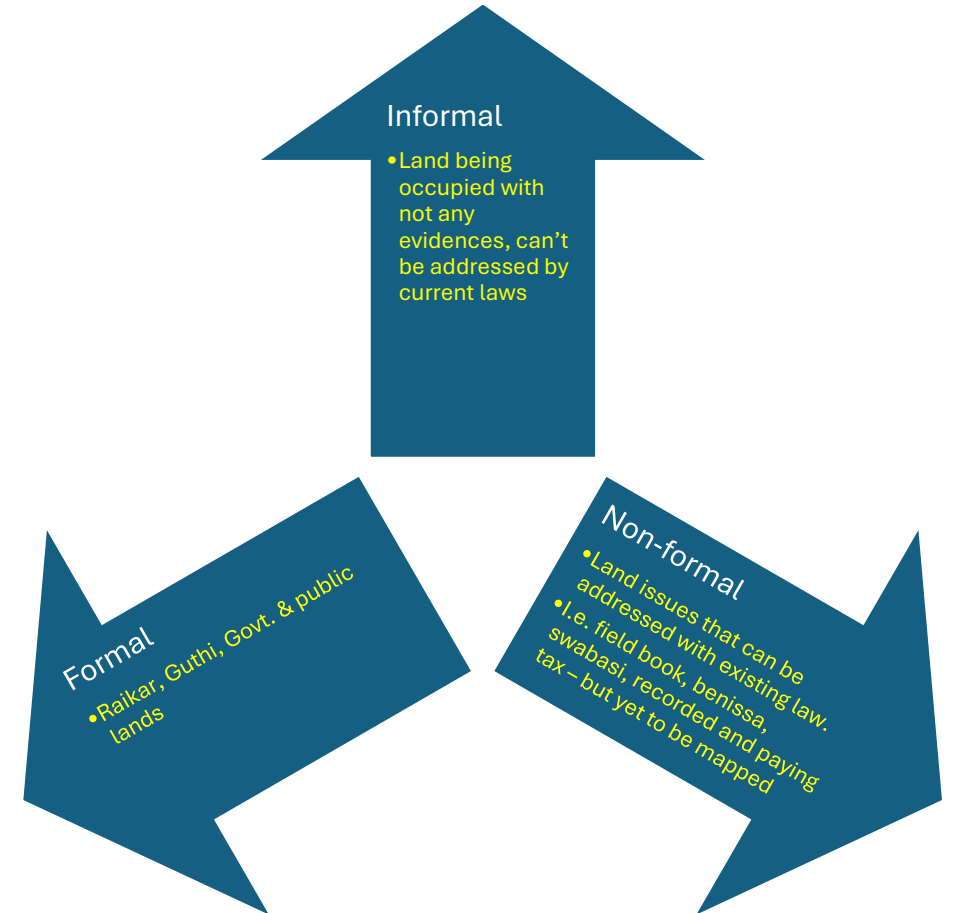 Informal
•Land being
occupied with
not any
evidences, can’t
be addressed by
current laws
Non-formal
•Land issues that can be
addressed with existing law.
•I.e. field book, benissa,
swabasi, recorded and paying
tax – but yet to be mapped
Formal
•Raikar, Guthi, Govt. & public
lands